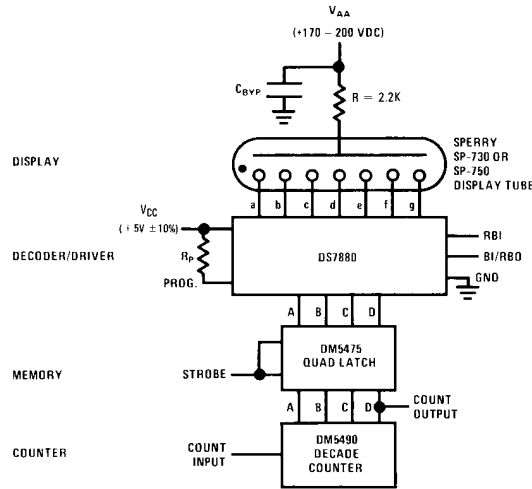 V_AA
(+170 – 200 VDC)
C_BYP
R = 2.2K
DISPLAY
SPERRY
SP-730 OR
SP-750
DISPLAY TUBE
a b c d e f g
V_CC
(+5V ±10%)
DECODER/DRIVER
R_P
PROG.
DS7880
RBI
BI/RBO
GND
A B C D
DM5475
QUAD LATCH
MEMORY
STROBE
A B C D
COUNT
OUTPUT
DM5490
DECADE
COUNTER
COUNTER
COUNT
INPUT